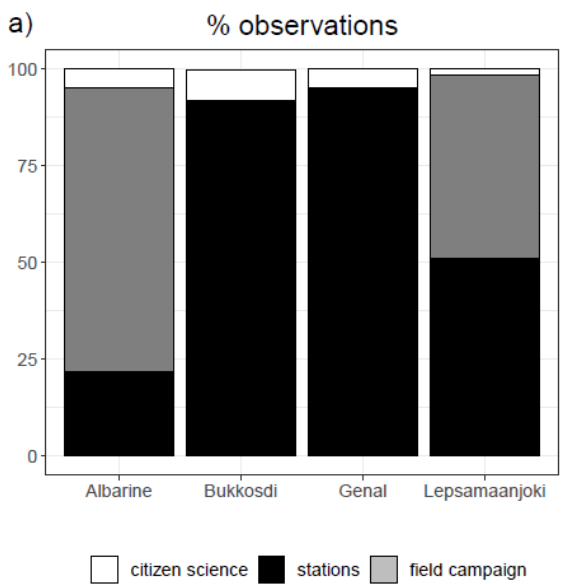 a) % observations
100
75
50
25
0
Albarine Bukkosdi Genal Lepsamaanjoki
citizen science stations field campaign